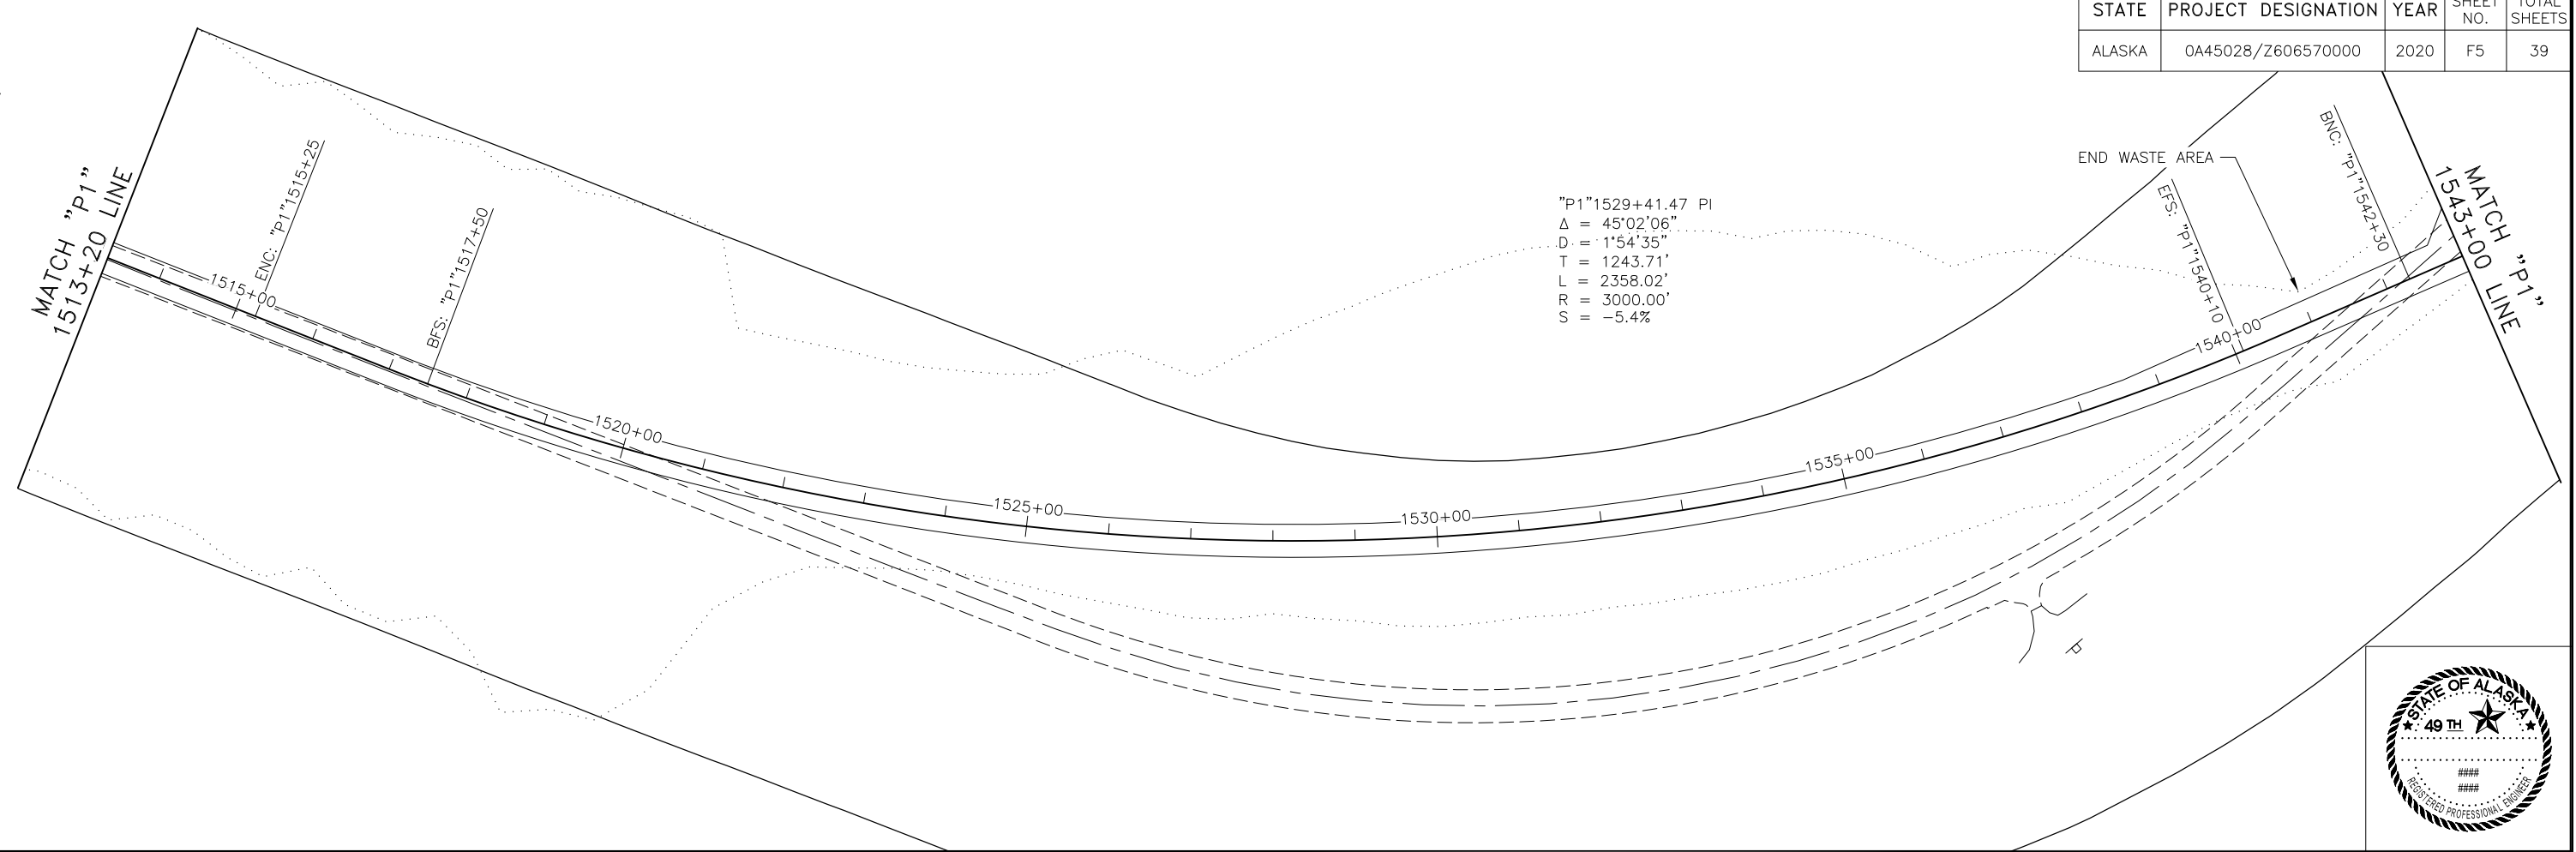 STATE PROJECT DESIGNATION YEAR SHEET NO. TOTAL SHEETS
ALASKA 0A45028/Z606570000 2020 F5 39
MATCH "P1"
1513+20 LINE
1515+00
ENC: "P1"1515+25
BFS: "P1"1517+50
1520+00
1525+00
1530+00
1535+00
1540+00
"P1"1529+41.47 PI
Δ = 45°02'06"
D = 1°54'35"
T = 1243.71'
L = 2358.02'
R = 3000.00'
S = -5.4%
END WASTE AREA
EFS: "P1"1540+10
BNC: "P1"1542+30
MATCH "P1"
1543+00 LINE
STATE OF ALASKA
49 TH
####
####
REGISTERED PROFESSIONAL ENGINEER